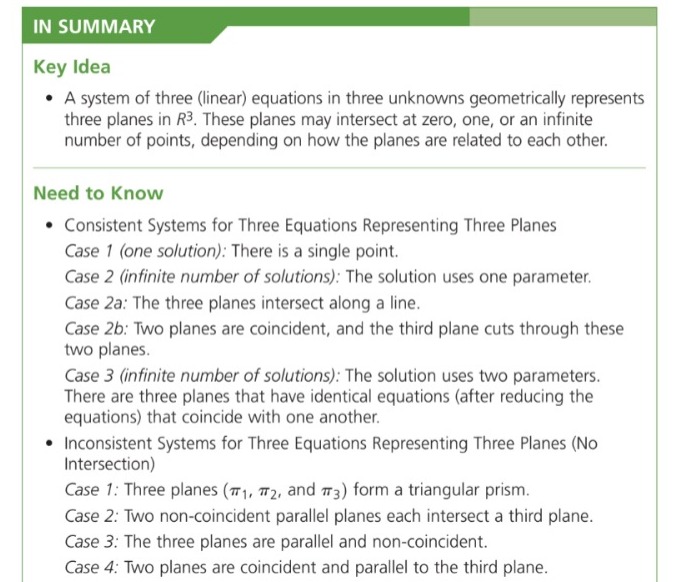 IN SUMMARY
Key Idea
• A system of three (linear) equations in three unknowns geometrically represents
three planes in R³. These planes may intersect at zero, one, or an infinite
number of points, depending on how the planes are related to each other.
Need to Know
• Consistent Systems for Three Equations Representing Three Planes
Case 1 (one solution): There is a single point.
Case 2 (infinite number of solutions): The solution uses one parameter.
Case 2a: The three planes intersect along a line.
Case 2b: Two planes are coincident, and the third plane cuts through these
two planes.
Case 3 (infinite number of solutions): The solution uses two parameters.
There are three planes that have identical equations (after reducing the
equations) that coincide with one another.
• Inconsistent Systems for Three Equations Representing Three Planes (No
Intersection)
Case 1: Three planes (π₁, π₂, and π₃) form a triangular prism.
Case 2: Two non-coincident parallel planes each intersect a third plane.
Case 3: The three planes are parallel and non-coincident.
Case 4: Two planes are coincident and parallel to the third plane.